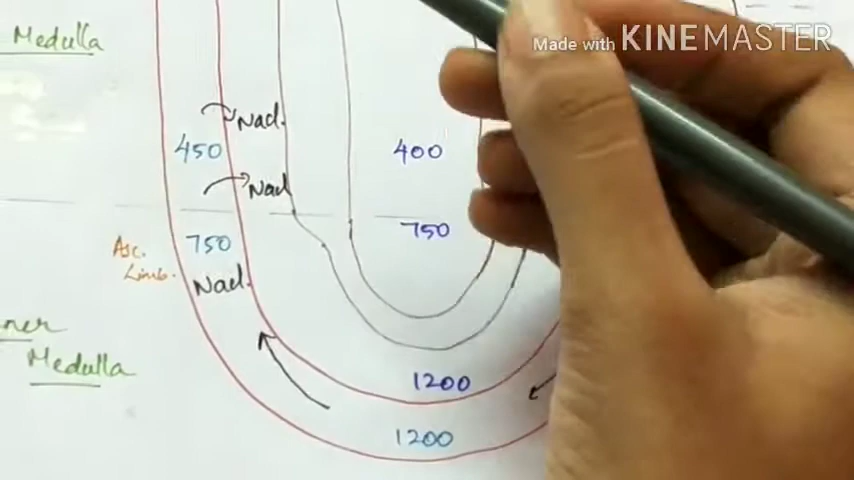 Made with KINEMASTER
Medulla
Nacl.
450
400
Nacl
750
750
Asc.
Limb.
Nacl.
Medulla
1200
1200